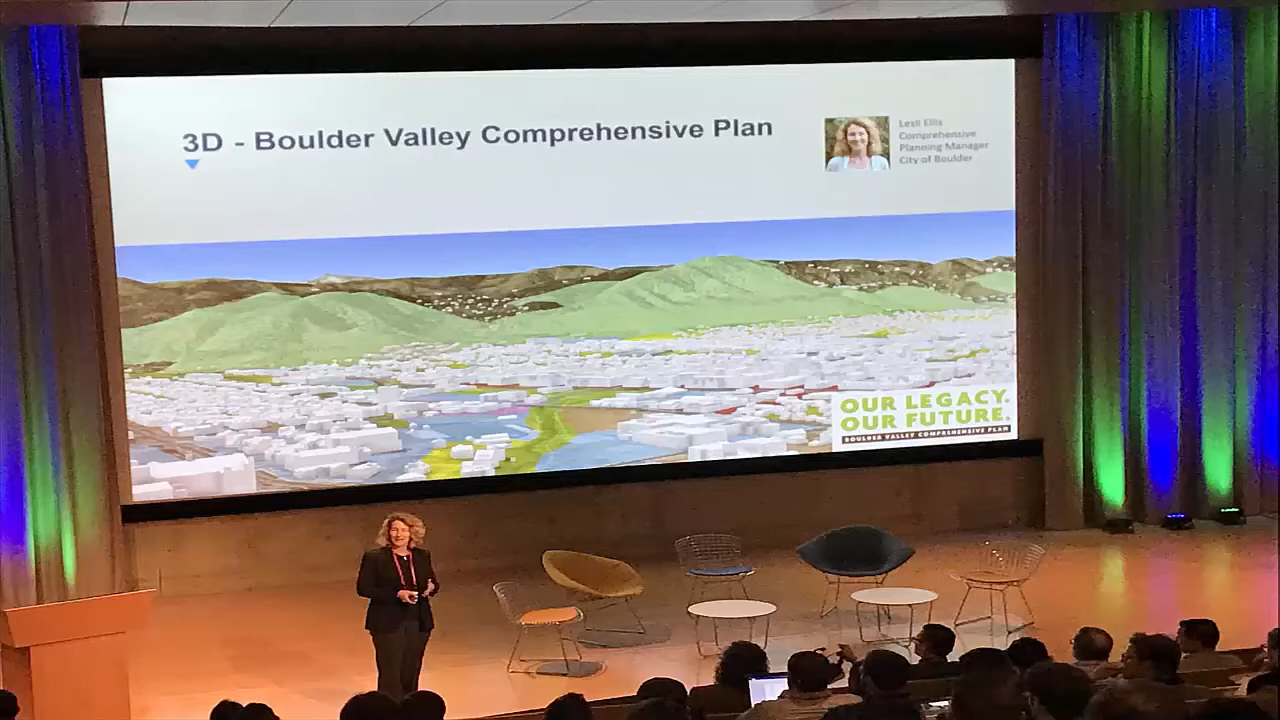 3D - Boulder Valley Comprehensive Plan
Lesli Ellis
Comprehensive
Planning Manager
City of Boulder
OUR LEGACY.
OUR FUTURE.
BOULDER VALLEY COMPREHENSIVE PLAN